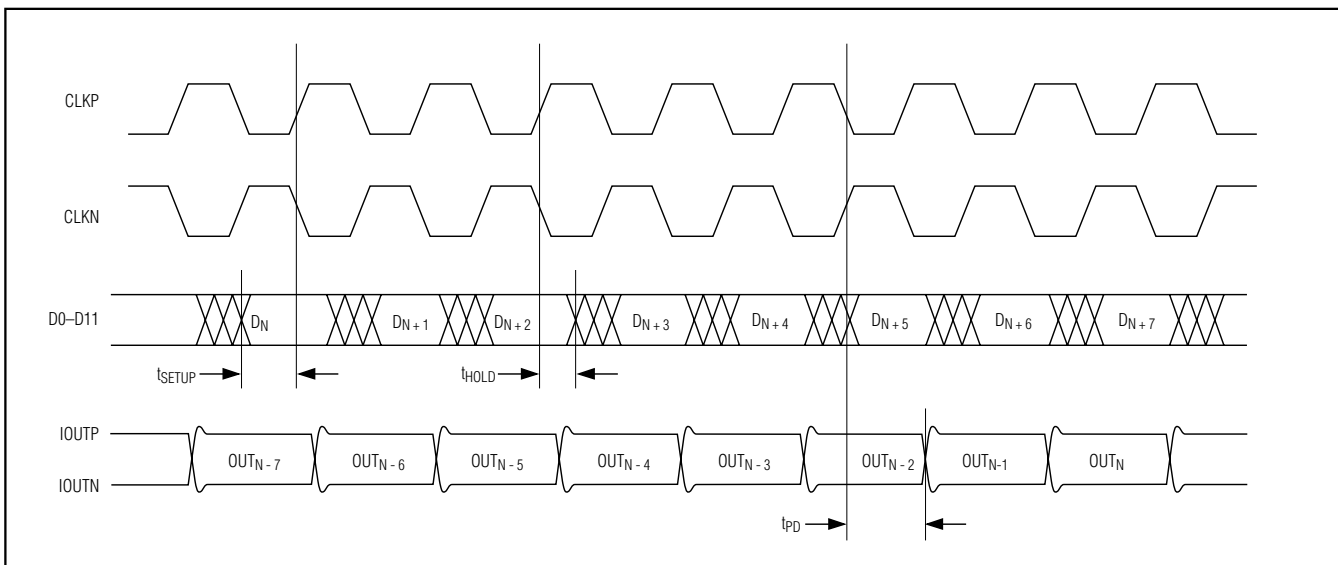 CLKP
CLKN
D0–D11
DN DN + 1 DN + 2 DN + 3 DN + 4 DN + 5 DN + 6 DN + 7
tSETUP tHOLD
IOUTP
OUTN - 7 OUTN - 6 OUTN - 5 OUTN - 4 OUTN - 3 OUTN - 2 OUTN-1 OUTN
IOUTN
tPD